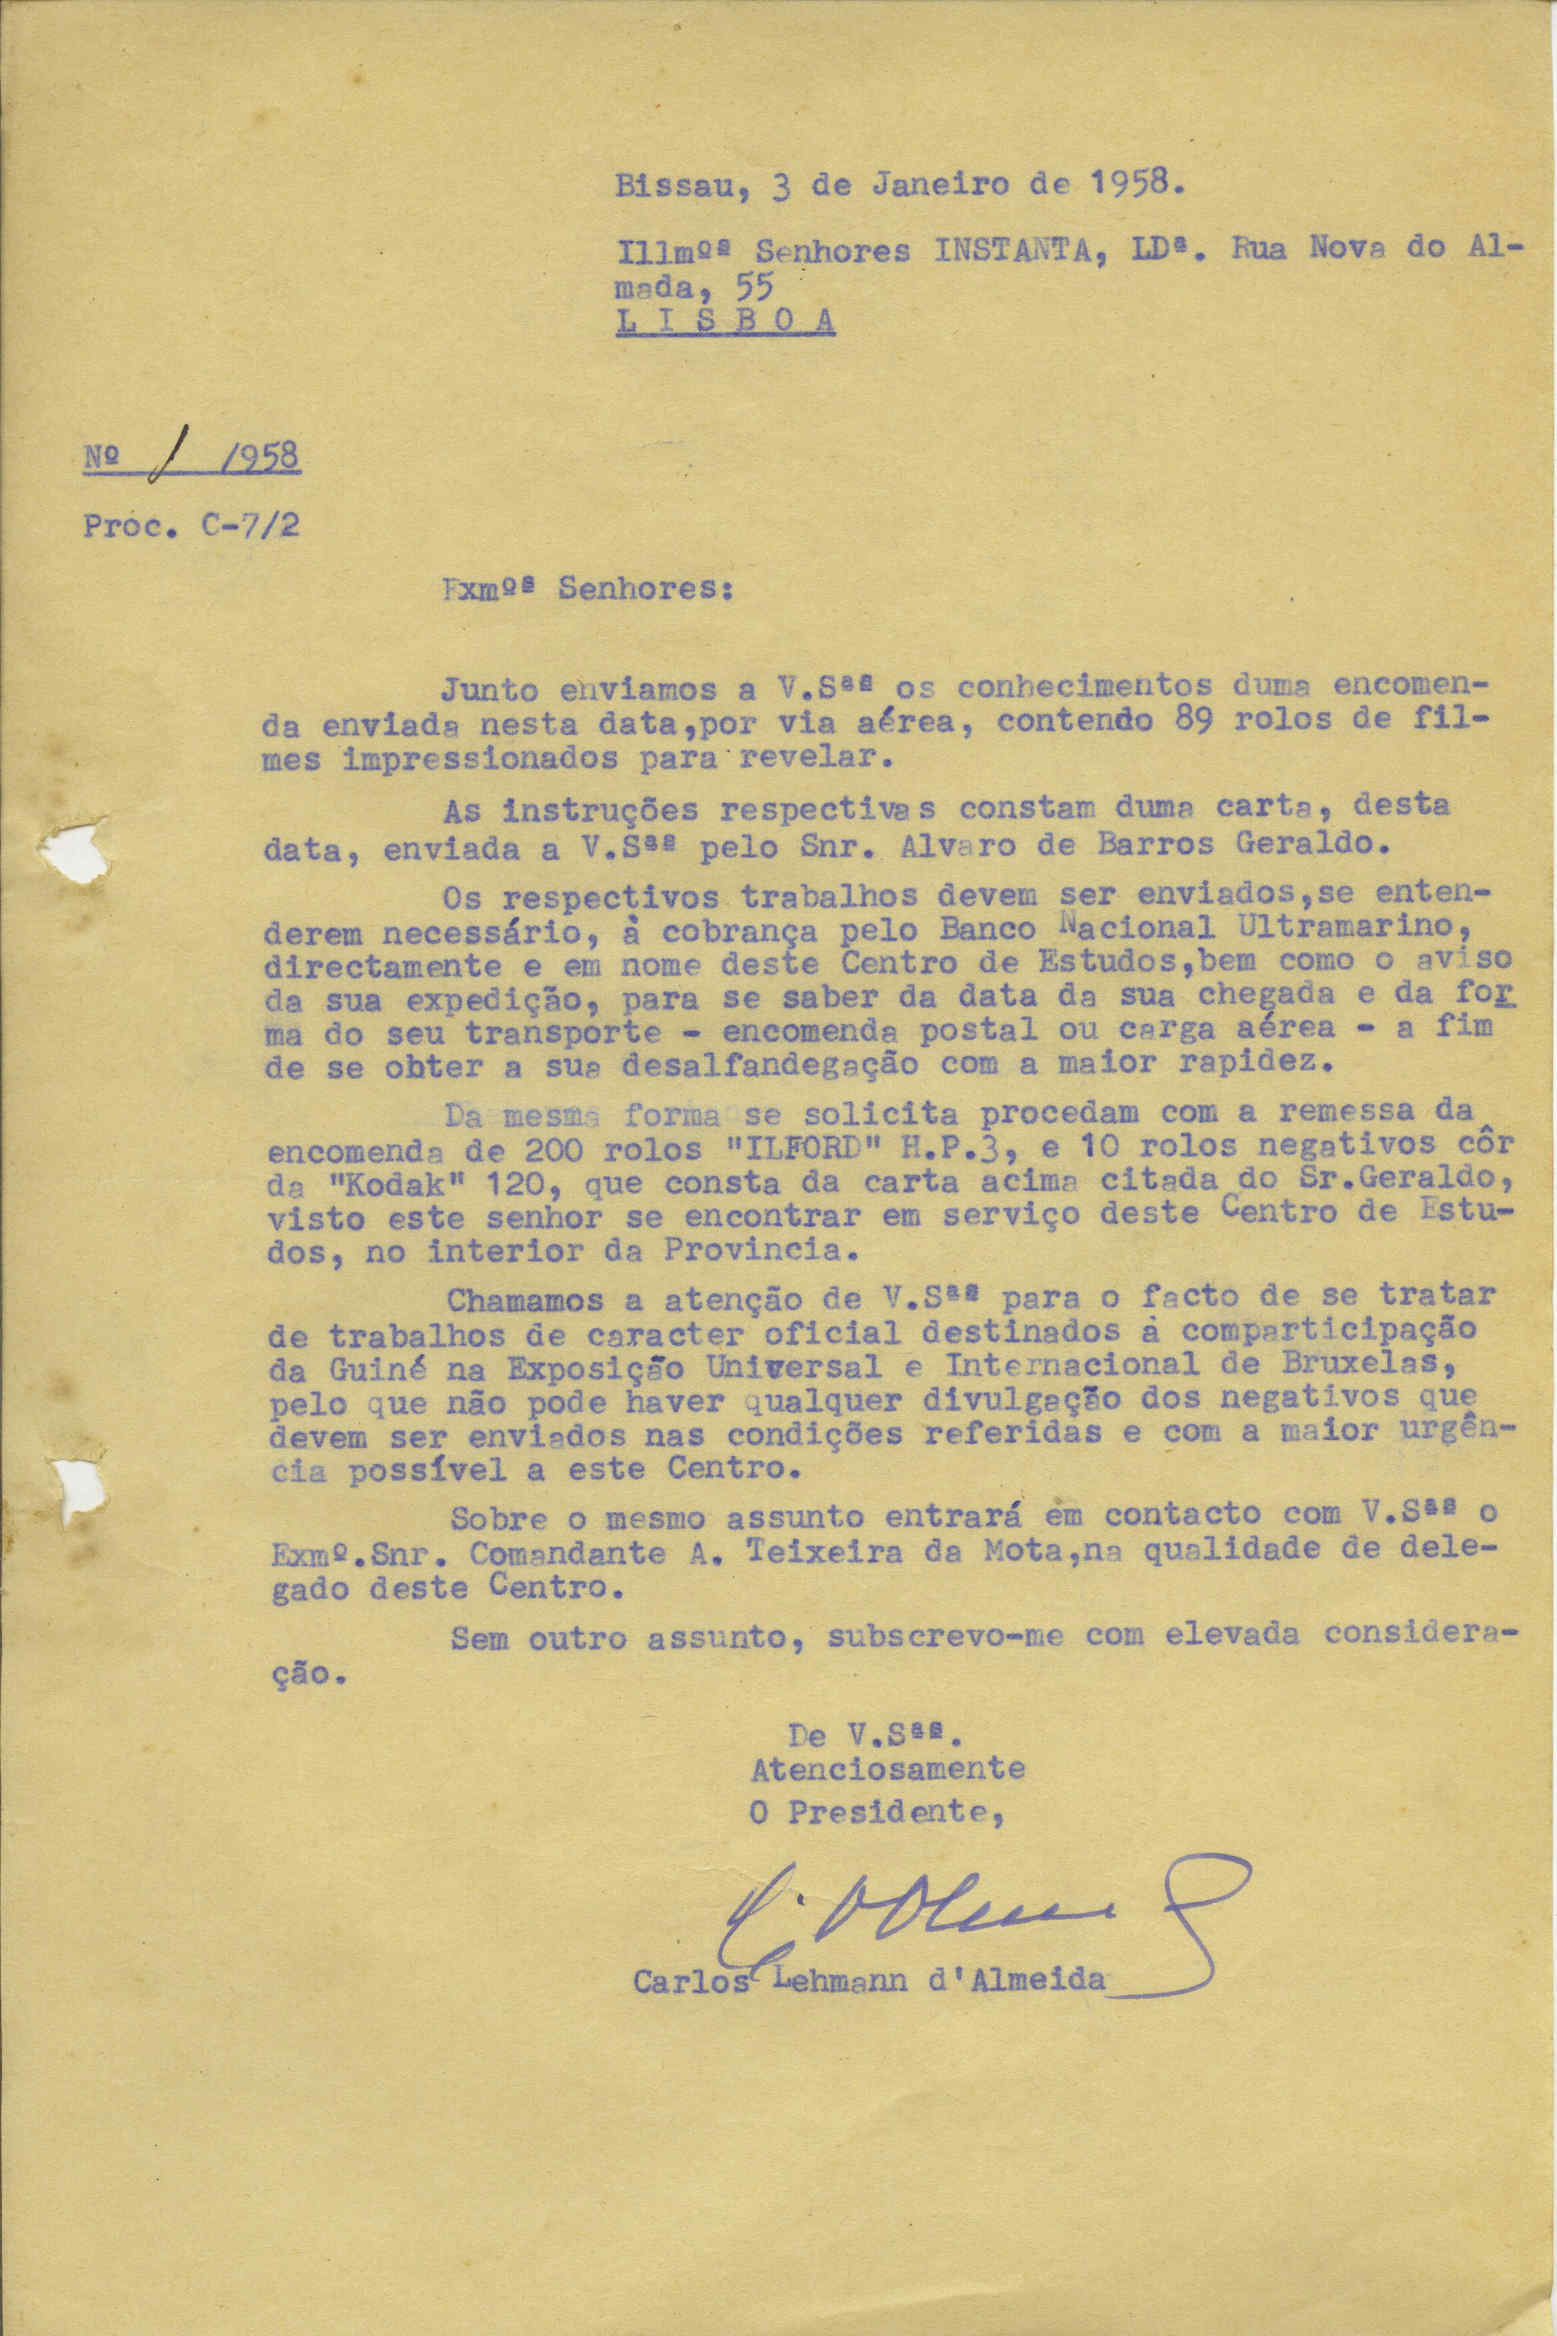 Bissau, 3 de Janeiro de 1958.
Illmºª Senhores INSTANTA, LDª. Rua Nova do Al-
mada, 55
L I S B O A
Nº 1 /1958
Proc. C-7/2
Exmºª Senhores:
Junto enviamos a V.Sªª os conhecimentos duma encomen-
da enviada nesta data,por via aérea, contendo 89 rolos de fil-
mes impressionados para revelar.
As instruções respectivas constam duma carta, desta
data, enviada a V.Sªª pelo Snr. Alvaro de Barros Geraldo.
Os respectivos trabalhos devem ser enviados,se enten-
derem necessário, à cobrança pelo Banco Nacional Ultramarino,
directamente e em nome deste Centro de Estudos,bem como o aviso
da sua expedição, para se saber da data da sua chegada e da for
ma do seu transporte - encomenda postal ou carga aérea - a fim
de se obter a sua desalfandegação com a maior rapidez.
Da mesma forma se solicita procedam com a remessa da
encomenda de 200 rolos "ILFORD" H.P.3, e 10 rolos negativos côr
da "Kodak" 120, que consta da carta acima citada do Sr.Geraldo,
visto este senhor se encontrar em serviço deste Centro de Estu-
dos, no interior da Provincia.
Chamamos a atenção de V.Sªª para o facto de se tratar
de trabalhos de caracter oficial destinados à comparticipação
da Guiné na Exposição Universal e Internacional de Bruxelas,
pelo que não pode haver qualquer divulgação dos negativos que
devem ser enviados nas condições referidas e com a maior urgên-
cia possível a este Centro.
Sobre o mesmo assunto entrará em contacto com V.Sªª o
Exmº.Snr. Comandante A. Teixeira da Mota,na qualidade de dele-
gado deste Centro.
Sem outro assunto, subscrevo-me com elevada considera-
ção.
De V.Sªª.
Atenciosamente
O Presidente,
Carlos Lehmann d'Almeida